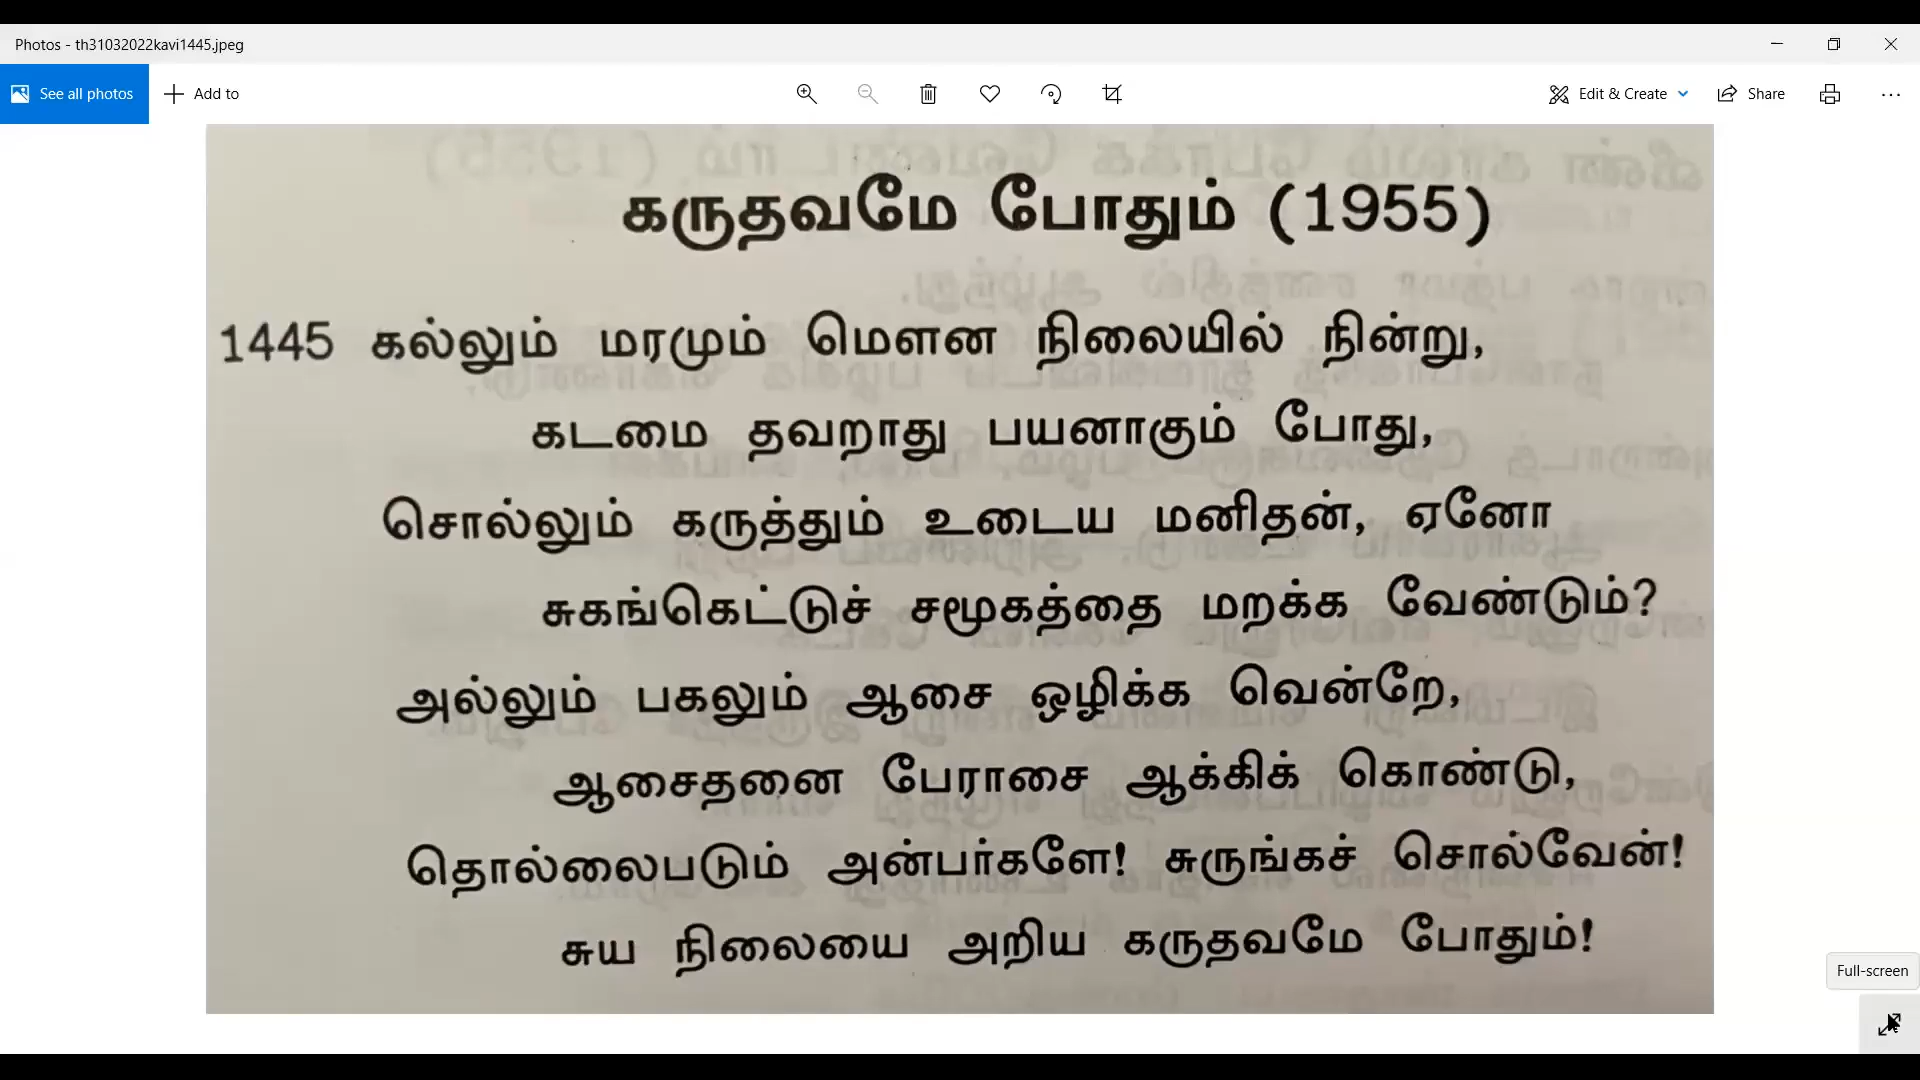 Photos - th31032022kavi1445.jpeg
See all photos
Add to
Edit & Create
Share
கருதவமே போதும் (1955)
1445 கல்லும் மரமும் மௌன நிலையில் நின்று,
கடமை தவறாது பயனாகும் போது,
சொல்லும் கருத்தும் உடைய மனிதன், ஏனோ
சுகங்கெட்டுச் சமூகத்தை மறக்க வேண்டும்?
அல்லும் பகலும் ஆசை ஒழிக்க வென்றே,
ஆசைதனை பேராசை ஆக்கிக் கொண்டு,
தொல்லைபடும் அன்பர்களே! சுருங்கச் சொல்வேன்!
சுய நிலையை அறிய கருதவமே போதும்!
Full-screen